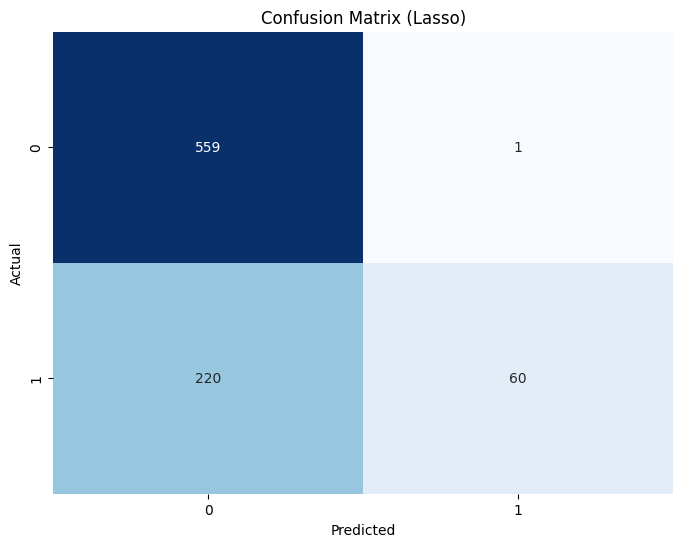 Confusion Matrix (Lasso)
Actual
0
559
1
1
220
60
0
1
Predicted